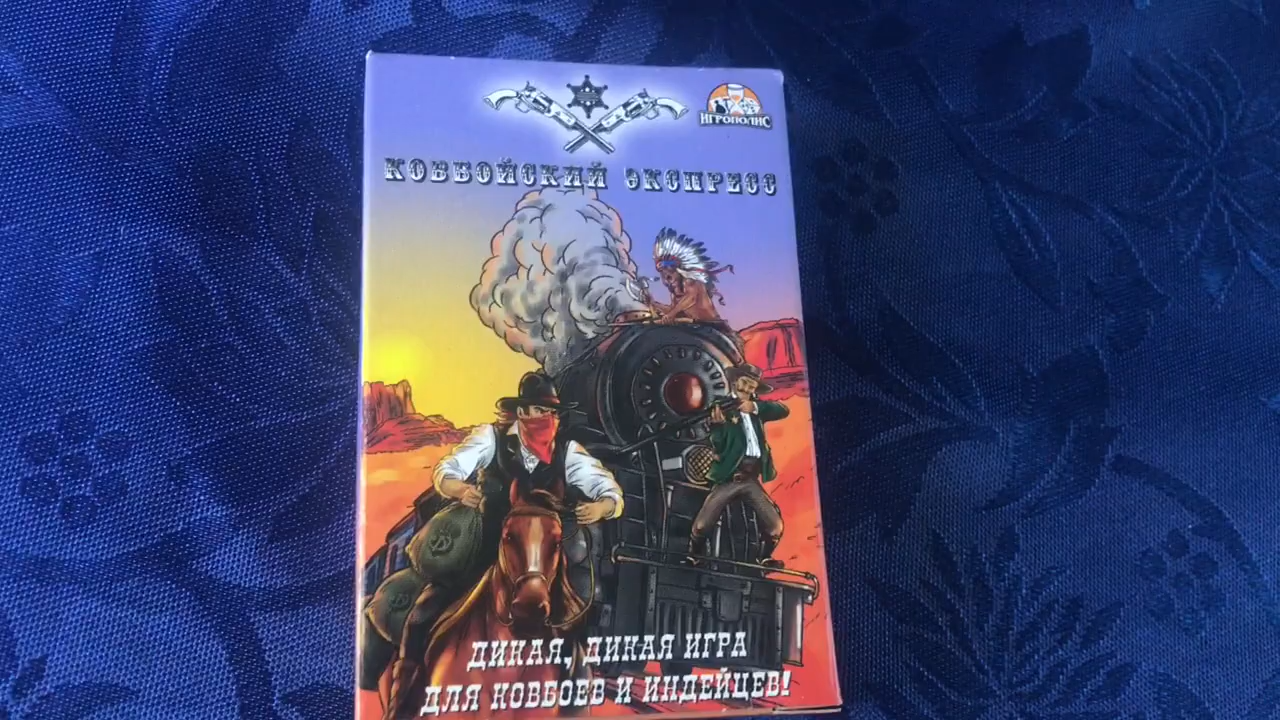 ИГРОПОЛИС
КОВБОЙСКИЙ ЭКСПРЕСС
ДИКАЯ, ДИКАЯ ИГРА
ДЛЯ КОВБОЕВ И ИНДЕЙЦЕВ!